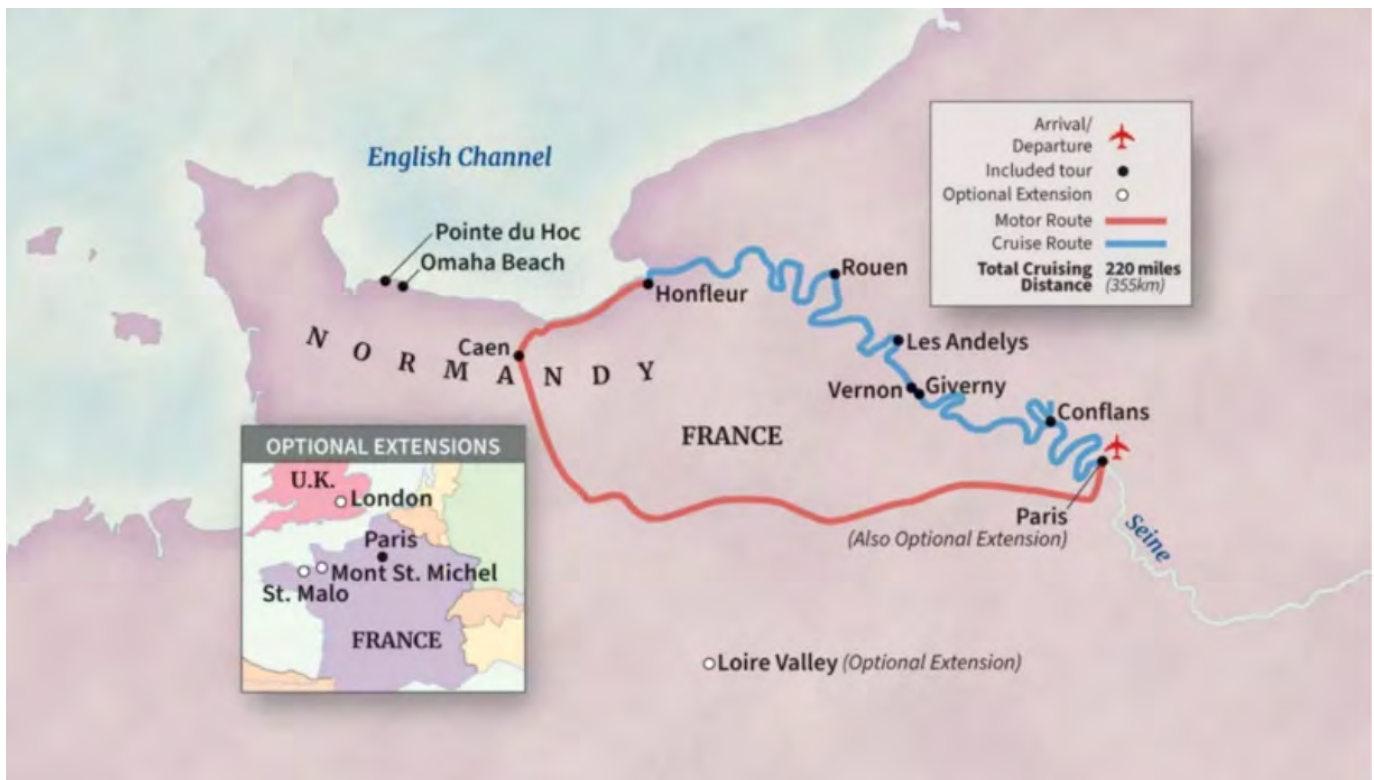 English Channel
Pointe du Hoc
Omaha Beach
Honfleur
Rouen
Les Andelys
Vernon
Giverny
Conflans
Caen
NORMANDY
FRANCE
Paris
(Also Optional Extension)
Seine
Loire Valley (Optional Extension)
Arrival/
Departure
Included tour
Optional Extension
Motor Route
Cruise Route
Total Cruising 220 miles
Distance (355km)
OPTIONAL EXTENSIONS
U.K.
London
Paris
Mont St. Michel
St. Malo
FRANCE